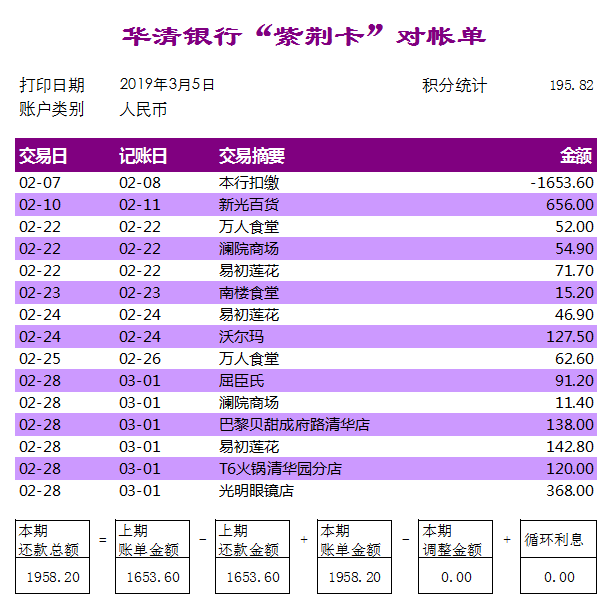 华清银行“紫荆卡”对帐单
打印日期 2019年3月5日 积分统计 195.82
账户类别 人民币
交易日 记账日 交易摘要 金额
02-07 02-08 本行扣缴 -1653.60
02-10 02-11 新光百货 656.00
02-22 02-22 万人食堂 52.00
02-22 02-22 澜院商场 54.90
02-22 02-22 易初莲花 71.70
02-23 02-23 南楼食堂 15.20
02-24 02-24 易初莲花 46.90
02-24 02-24 沃尔玛 127.50
02-25 02-26 万人食堂 62.60
02-28 03-01 屈臣氏 91.20
02-28 03-01 澜院商场 11.40
02-28 03-01 巴黎贝甜成府路清华店 138.00
02-28 03-01 易初莲花 142.80
02-28 03-01 T6火锅清华园分店 120.00
02-28 03-01 光明眼镜店 368.00
本期 上期 上期 本期 本期
还款总额 = 账单金额 - 还款金额 + 账单金额 - 调整金额 + 循环利息
1958.20 1653.60 1653.60 1958.20 0.00 0.00